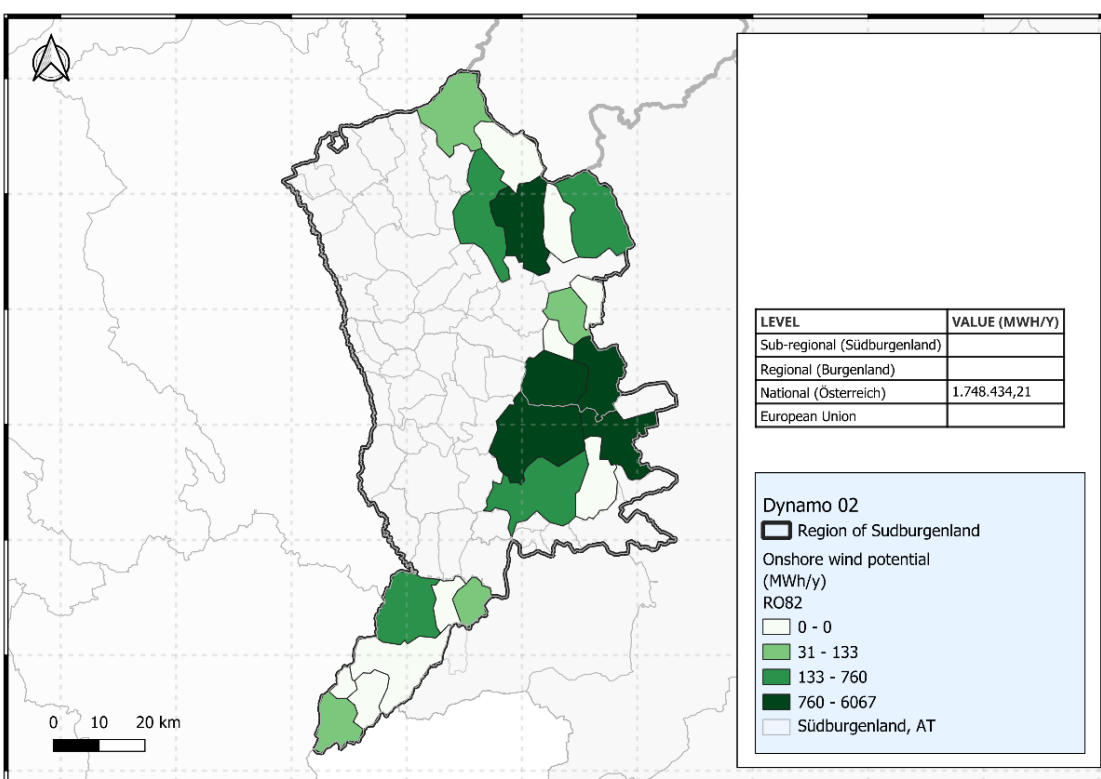 LEVEL VALUE (MWH/Y)
Sub-regional (Südburgenland)
Regional (Burgenland)
National (Österreich) 1.748.434,21
European Union
Dynamo 02
Region of Sudburgenland
Onshore wind potential
(MWh/y)
RO82
0 - 0
31 - 133
133 - 760
760 - 6067
Südburgenland, AT
0 10 20 km